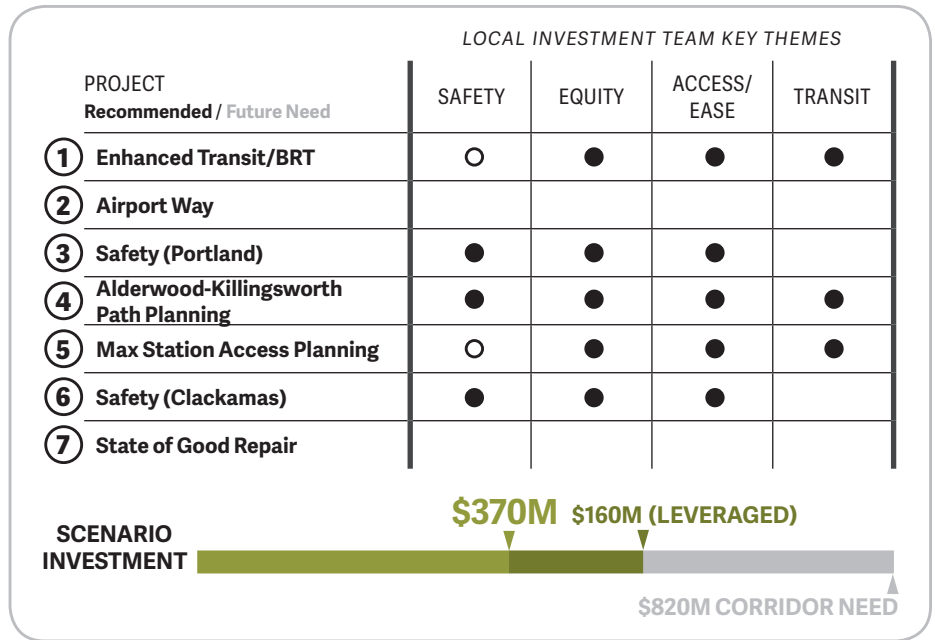 LOCAL INVESTMENT TEAM KEY THEMES
PROJECT
Recommended / Future Need
SAFETY
EQUITY
ACCESS/
EASE
TRANSIT
1 Enhanced Transit/BRT
2 Airport Way
3 Safety (Portland)
4 Alderwood-Killingsworth
Path Planning
5 Max Station Access Planning
6 Safety (Clackamas)
7 State of Good Repair
$370M $160M (LEVERAGED)
SCENARIO
INVESTMENT
$820M CORRIDOR NEED